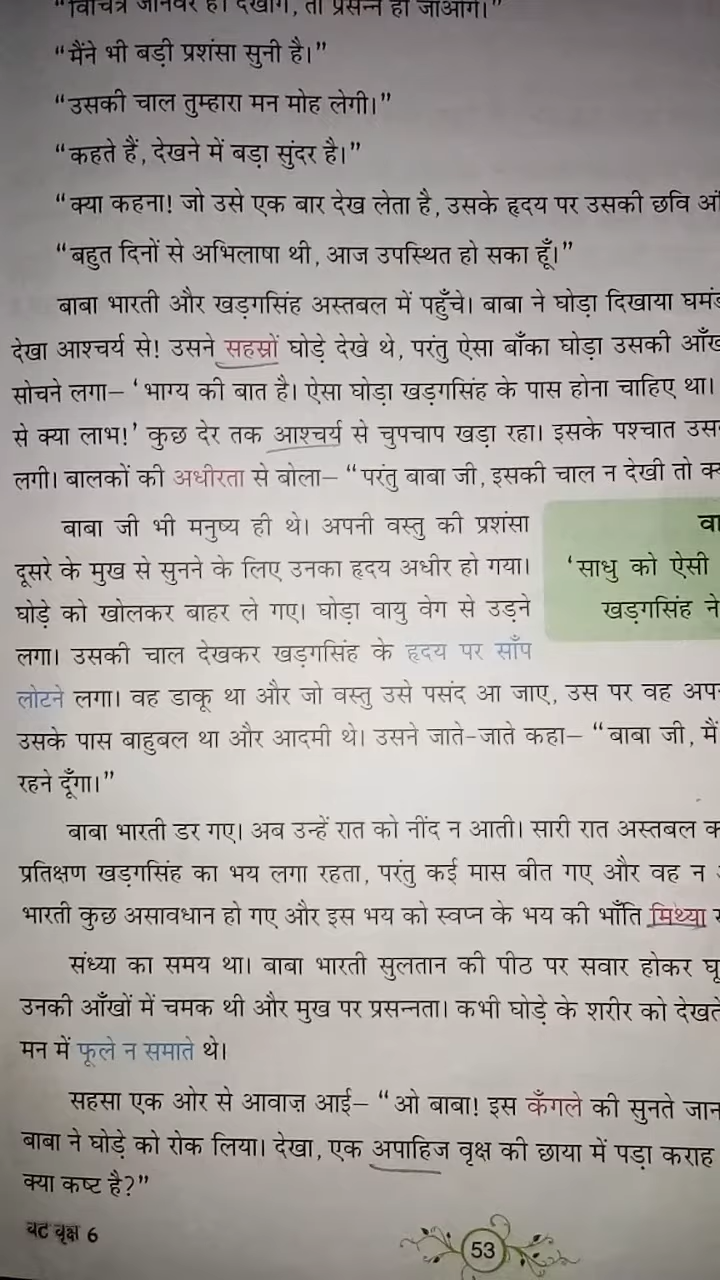 "विचित्र जानवर है। देखोगे, तो प्रसन्न हो जाओगे।"
"मैंने भी बड़ी प्रशंसा सुनी है।"
"उसकी चाल तुम्हारा मन मोह लेगी।"
"कहते हैं, देखने में बड़ा सुंदर है।"
"क्या कहना! जो उसे एक बार देख लेता है, उसके हृदय पर उसकी छवि
"बहुत दिनों से अभिलाषा थी, आज उपस्थित हो सका हूँ।"
बाबा भारती और खड़गसिंह अस्तबल में पहुँचे। बाबा ने घोड़ा दिखाया
देखा आश्चर्य से! उसने सहस्रों घोड़े देखे थे, परंतु ऐसा बाँका घोड़ा उसकी
सोचने लगा– 'भाग्य की बात है। ऐसा घोड़ा खड़गसिंह के पास होना चाहिए था।
से क्या लाभ!' कुछ देर तक आश्चर्य से चुपचाप खड़ा रहा। इसके पश्चात
लगी। बालकों की अधीरता से बोला– "परंतु बाबा जी, इसकी चाल न देखी तो
बाबा जी भी मनुष्य ही थे। अपनी वस्तु की प्रशंसा
दूसरे के मुख से सुनने के लिए उनका हृदय अधीर हो गया।
घोड़े को खोलकर बाहर ले गए। घोड़ा वायु वेग से उड़ने
लगा। उसकी चाल देखकर खड़गसिंह के हृदय पर साँप
'साधु को ऐसी
खड़गसिंह ने
लोटने लगा। वह डाकू था और जो वस्तु उसे पसंद आ जाए, उस पर वह
उसके पास बाहुबल था और आदमी थे। उसने जाते-जाते कहा– "बाबा जी, मैं
रहने दूँगा।"
बाबा भारती डर गए। अब उन्हें रात को नींद न आती। सारी रात अस्तबल
प्रतिक्षण खड़गसिंह का भय लगा रहता, परंतु कई मास बीत गए और वह न
भारती कुछ असावधान हो गए और इस भय को स्वप्न के भय की भाँति मिथ्या
संध्या का समय था। बाबा भारती सुलतान की पीठ पर सवार होकर
उनकी आँखों में चमक थी और मुख पर प्रसन्नता। कभी घोड़े के शरीर को
मन में फूले न समाते थे।
सहसा एक ओर से आवाज़ आई– "ओ बाबा! इस कँगले की सुनते
बाबा ने घोड़े को रोक लिया। देखा, एक अपाहिज वृक्ष की छाया में पड़ा कराह
क्या कष्ट है?"
वट वृक्ष 6
53